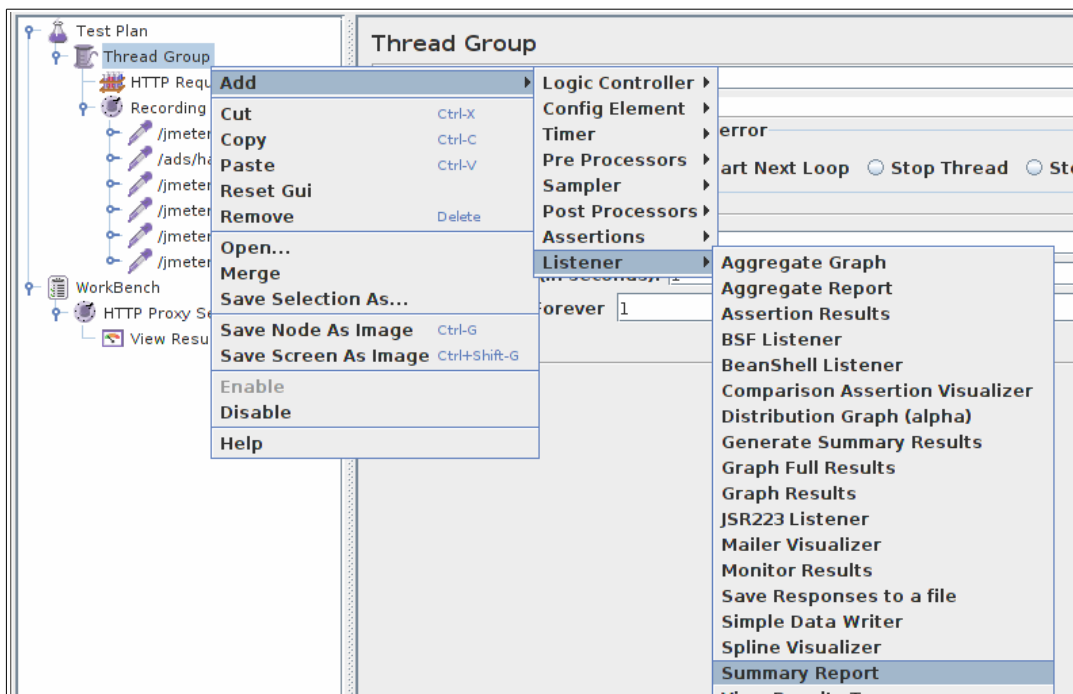 Test Plan
Thread Group
HTTP Requ
Recording
/jmeter
/ads/ha
/jmeter
/jmeter
/jmeter
/jmeter
WorkBench
HTTP Proxy Se
View Resu
Thread Group
error
art Next Loop Stop Thread Sto
(in seconds): 1
Forever 1
Add
Cut Ctrl-X
Copy Ctrl-C
Paste Ctrl-V
Reset Gui
Remove Delete
Open...
Merge
Save Selection As...
Save Node As Image Ctrl-G
Save Screen As Image Ctrl+Shift-G
Enable
Disable
Help
Logic Controller
Config Element
Timer
Pre Processors
Sampler
Post Processors
Assertions
Listener
Aggregate Graph
Aggregate Report
Assertion Results
BSF Listener
BeanShell Listener
Comparison Assertion Visualizer
Distribution Graph (alpha)
Generate Summary Results
Graph Full Results
Graph Results
JSR223 Listener
Mailer Visualizer
Monitor Results
Save Responses to a file
Simple Data Writer
Spline Visualizer
Summary Report